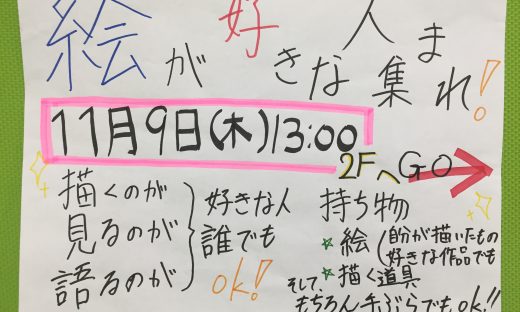 絵が好きな人集まれ!
11月9日(木)13:00
2FへGO
描くのが
見るのが
語るのが
好きな人
誰でも
ok!
持ち物
★絵(自分が描いたもの
好きな作品でも
そして、★描く道具
もちろん手ぶらでもok!!